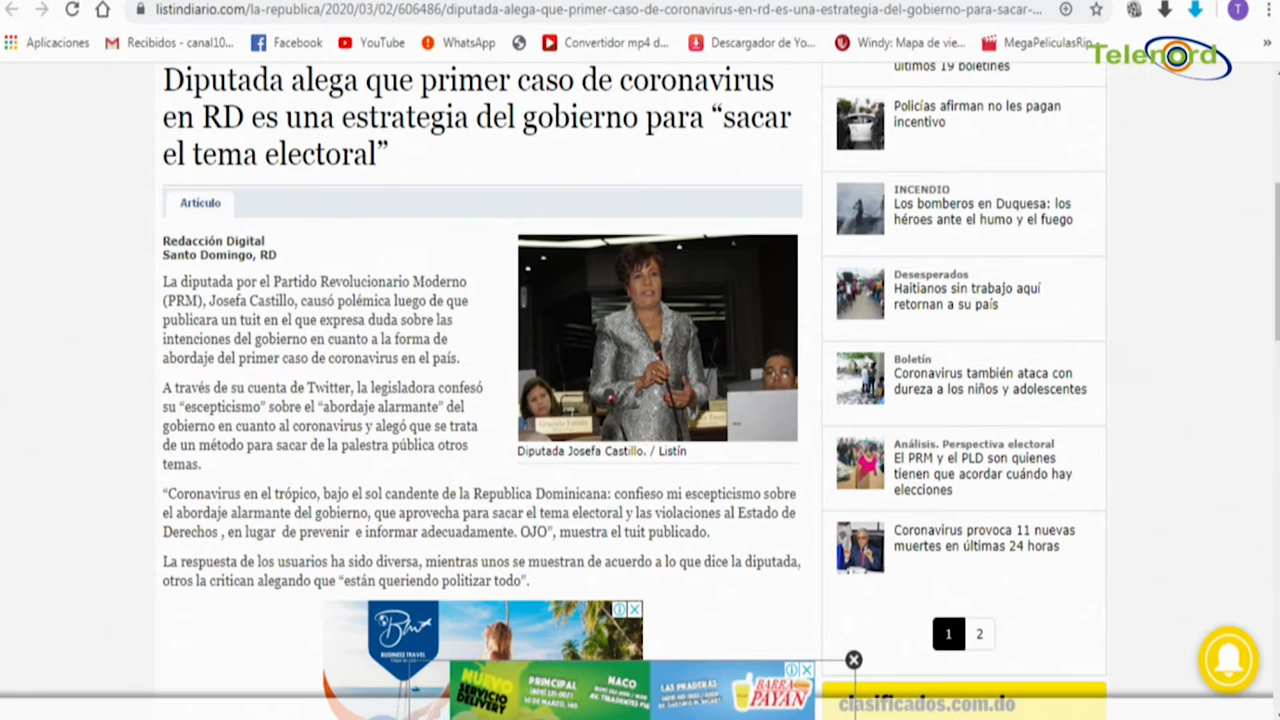 listindiario.com/la-republica/2020/03/02/606486/diputada-alega-que-primer-caso-de-coronavirus-en-rd-es-una-estrategia-del-gobierno-para-sacar-...
T
Aplicaciones
Recibidos - canal10...
Facebook
YouTube
WhatsApp
Convertidor mp4 d...
Descargador de Yo...
Windy: Mapa de vie...
MegaPeliculasRip
»
Telenord
Diputada alega que primer caso de coronavirus
en RD es una estrategia del gobierno para “sacar
el tema electoral”
Artículo
Redacción Digital
Santo Domingo, RD
La diputada por el Partido Revolucionario Moderno
(PRM), Josefa Castillo, causó polémica luego de que
publicara un tuit en el que expresa duda sobre las
intenciones del gobierno en cuanto a la forma de
abordaje del primer caso de coronavirus en el país.
A través de su cuenta de Twitter, la legisladora confesó
su “escepticismo” sobre el “abordaje alarmante” del
gobierno en cuanto al coronavirus y alegó que se trata
de un método para sacar de la palestra pública otros
temas.
Diputada Josefa Castillo. / Listín
“Coronavirus en el trópico, bajo el sol candente de la Republica Dominicana: confieso mi escepticismo sobre
el abordaje alarmante del gobierno, que aprovecha para sacar el tema electoral y las violaciones al Estado de
Derechos , en lugar de prevenir e informar adecuadamente. OJO”, muestra el tuit publicado.
La respuesta de los usuarios ha sido diversa, mientras unos se muestran de acuerdo a lo que dice la diputada,
otros la critican alegando que “están queriendo politizar todo”.
últimos 19 boletines
Policías afirman no les pagan
incentivo
INCENDIO
Los bomberos en Duquesa: los
héroes ante el humo y el fuego
Desesperados
Haitianos sin trabajo aquí
retornan a su país
Boletín
Coronavirus también ataca con
dureza a los niños y adolescentes
Análisis. Perspectiva electoral
El PRM y el PLD son quienes
tienen que acordar cuándo hay
elecciones
Coronavirus provoca 11 nuevas
muertes en últimas 24 horas
1 2
BUSINESS TRAVEL
NUEVO
SERVICIO
DELIVERY
PRINCIPAL
NACO
LAS PRADERAS
BARRA
PAYAN
clasificados.com.do